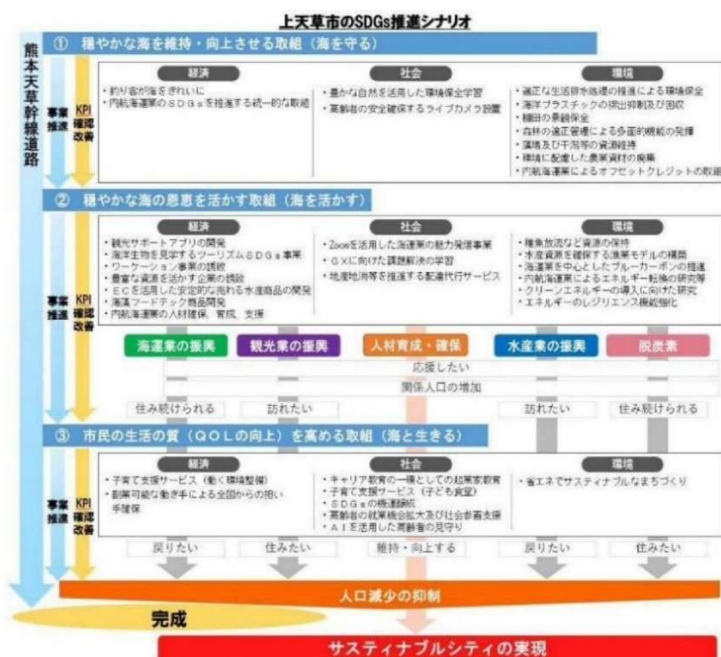 上天草市のSDGs推進シナリオ
熊本天草幹線道路
① 穏やかな海を維持・向上させる取組（海を守る）
事業推進
KPI確認改善
経済
・釣り客が海をきれいに
・内航海運業のSDGsを推進する統一的な取組
社会
・豊かな自然を活用した環境保全学習
・高齢者の安全確保するライブカメラ設置
環境
・適正な生活排水処理の推進による環境保全
・海洋プラスチックの排出抑制及び回収
・棚田の景観保全
・森林の適正管理による多面的機能の発揮
・藻場及び干潟等の資源維持
・環境に配慮した農業資材の廃棄
・内航海運業によるオフセットクレジットの取組
② 穏やかな海の恩恵を活かす取組（海を活かす）
事業推進
KPI確認改善
経済
・観光サポートアプリの開発
・海洋生物を見学するツーリズムSDGs事業
・ワーケーション事業の誘致
・豊富な資源を活かす企業の誘致
・ECを活用した安定的な売れる水産商品の開発
・海藻フードテック商品開発
・内航海運業の人材確保、育成、支援
社会
・Zoomを活用した海運業の魅力発信事業
・GXに向けた課題解決の学習
・地産地消等を推進する配達代行サービス
環境
・稚魚放流など資源の保持
・水産資源を確保する漁業モデルの構築
・海運業を中心としたブルーカーボンの推進
・内航海運業によるエネルギー転換の研究等
・クリーンエネルギーの導入に向けた研究
・エネルギーのレジリエンス機能強化
海運業の振興
観光業の振興
人材育成・確保
水産業の振興
脱炭素
応援したい
関係人口の増加
住み続けられる
訪れたい
訪れたい
住み続けられる
③ 市民の生活の質（QOLの向上）を高める取組（海と生きる）
事業推進
KPI確認改善
経済
・子育て支援サービス（働く環境整備）
・副業可能な働き手による全国からの担い
手確保
社会
・キャリア教育の一環としての起業家教育
・子育て支援サービス（子ども食堂）
・SDGsの機運醸成
・高齢者の就業機会拡大及び社会参画支援
・AIを活用した高齢者の見守り
環境
・省エネでサスティナブルなまちづくり
戻りたい
住みたい
維持・向上する
戻りたい
住みたい
人口減少の抑制
完成
サスティナブルシティの実現